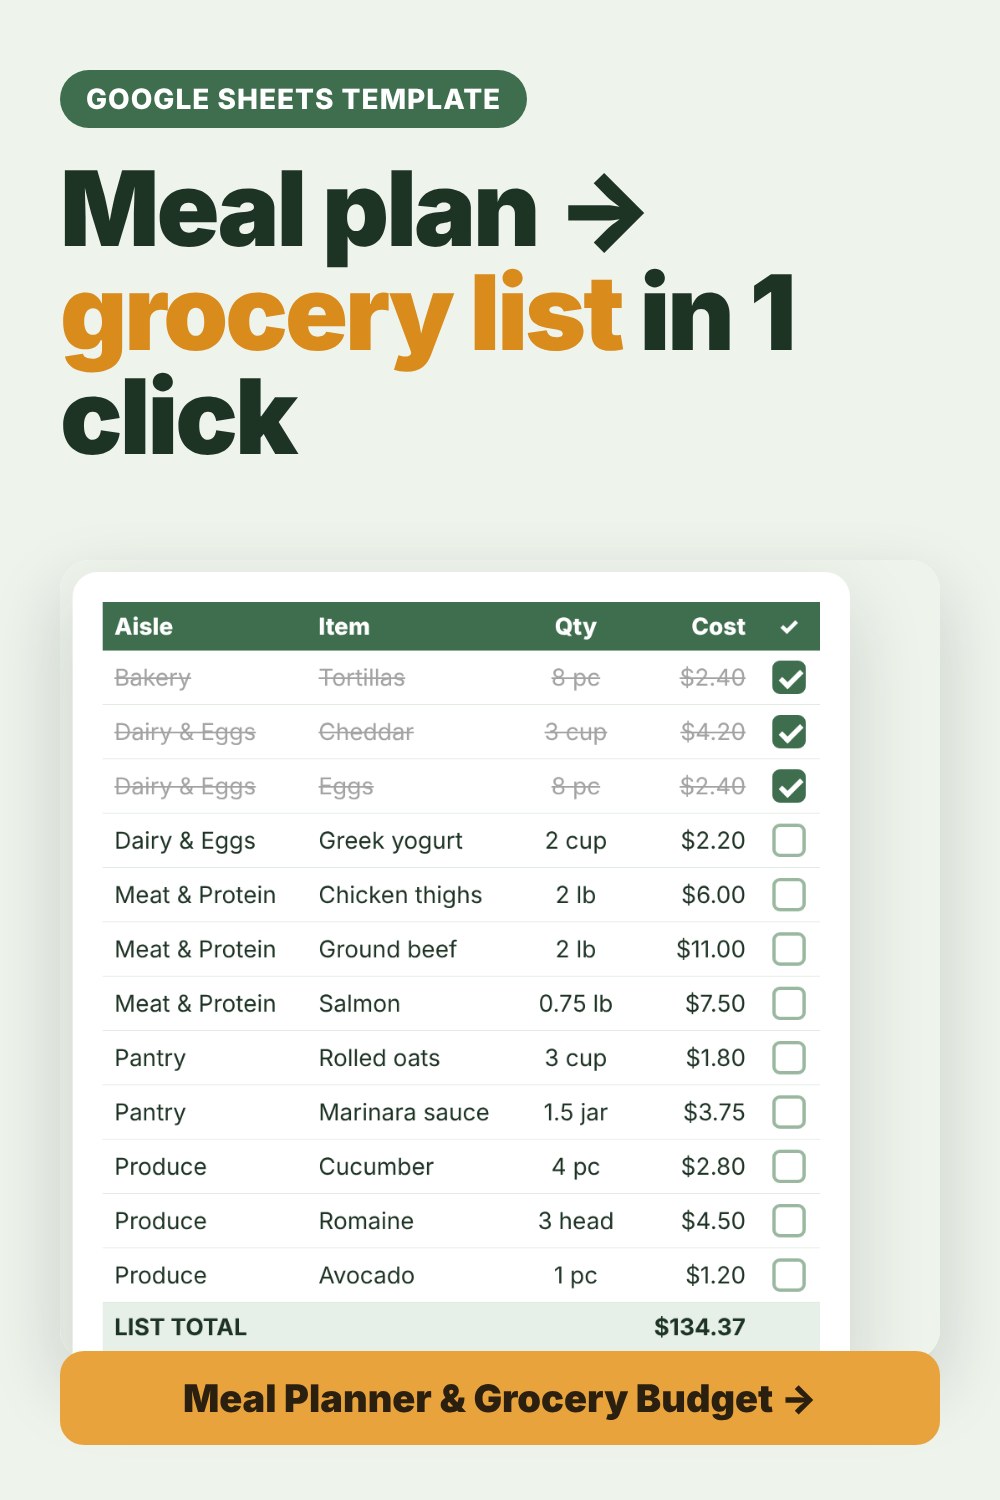 GOOGLE SHEETS TEMPLATE
Meal plan →
grocery list in 1
click
Aisle Item Qty Cost ✓
Bakery Tortillas 8 pc $2.40
Dairy & Eggs Cheddar 3 cup $4.20
Dairy & Eggs Eggs 8 pc $2.40
Dairy & Eggs Greek yogurt 2 cup $2.20
Meat & Protein Chicken thighs 2 lb $6.00
Meat & Protein Ground beef 2 lb $11.00
Meat & Protein Salmon 0.75 lb $7.50
Pantry Rolled oats 3 cup $1.80
Pantry Marinara sauce 1.5 jar $3.75
Produce Cucumber 4 pc $2.80
Produce Romaine 3 head $4.50
Produce Avocado 1 pc $1.20
LIST TOTAL $134.37
Meal Planner & Grocery Budget →